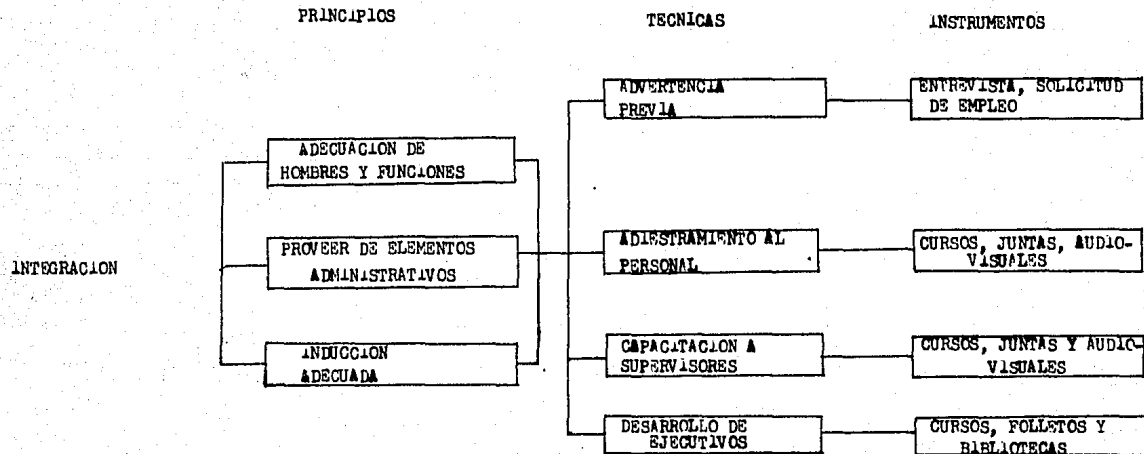 PRINCIPIOS
TECNICAS
INSTRUMENTOS
ADVERTENCIA
PREVIA
ENTREVISTA, SOLICITUD
DE EMPLEO
ADECUACION DE
HOMBRES Y FUNCIONES
INTEGRACION
PROVEER DE ELEMENTOS
ADMINISTRATIVOS
ADIESTRAMIENTO AL
PERSONAL
CURSOS, JUNTAS, AUDIO-
VISUALES
INDUCCION
ADECUADA
CAPACITACION A
SUPERVISORES
CURSOS, JUNTAS Y AUDIO-
VISUALES
DESARROLLO DE
EJECUTIVOS
CURSOS, FOLLETOS Y
BIBLIOTECAS